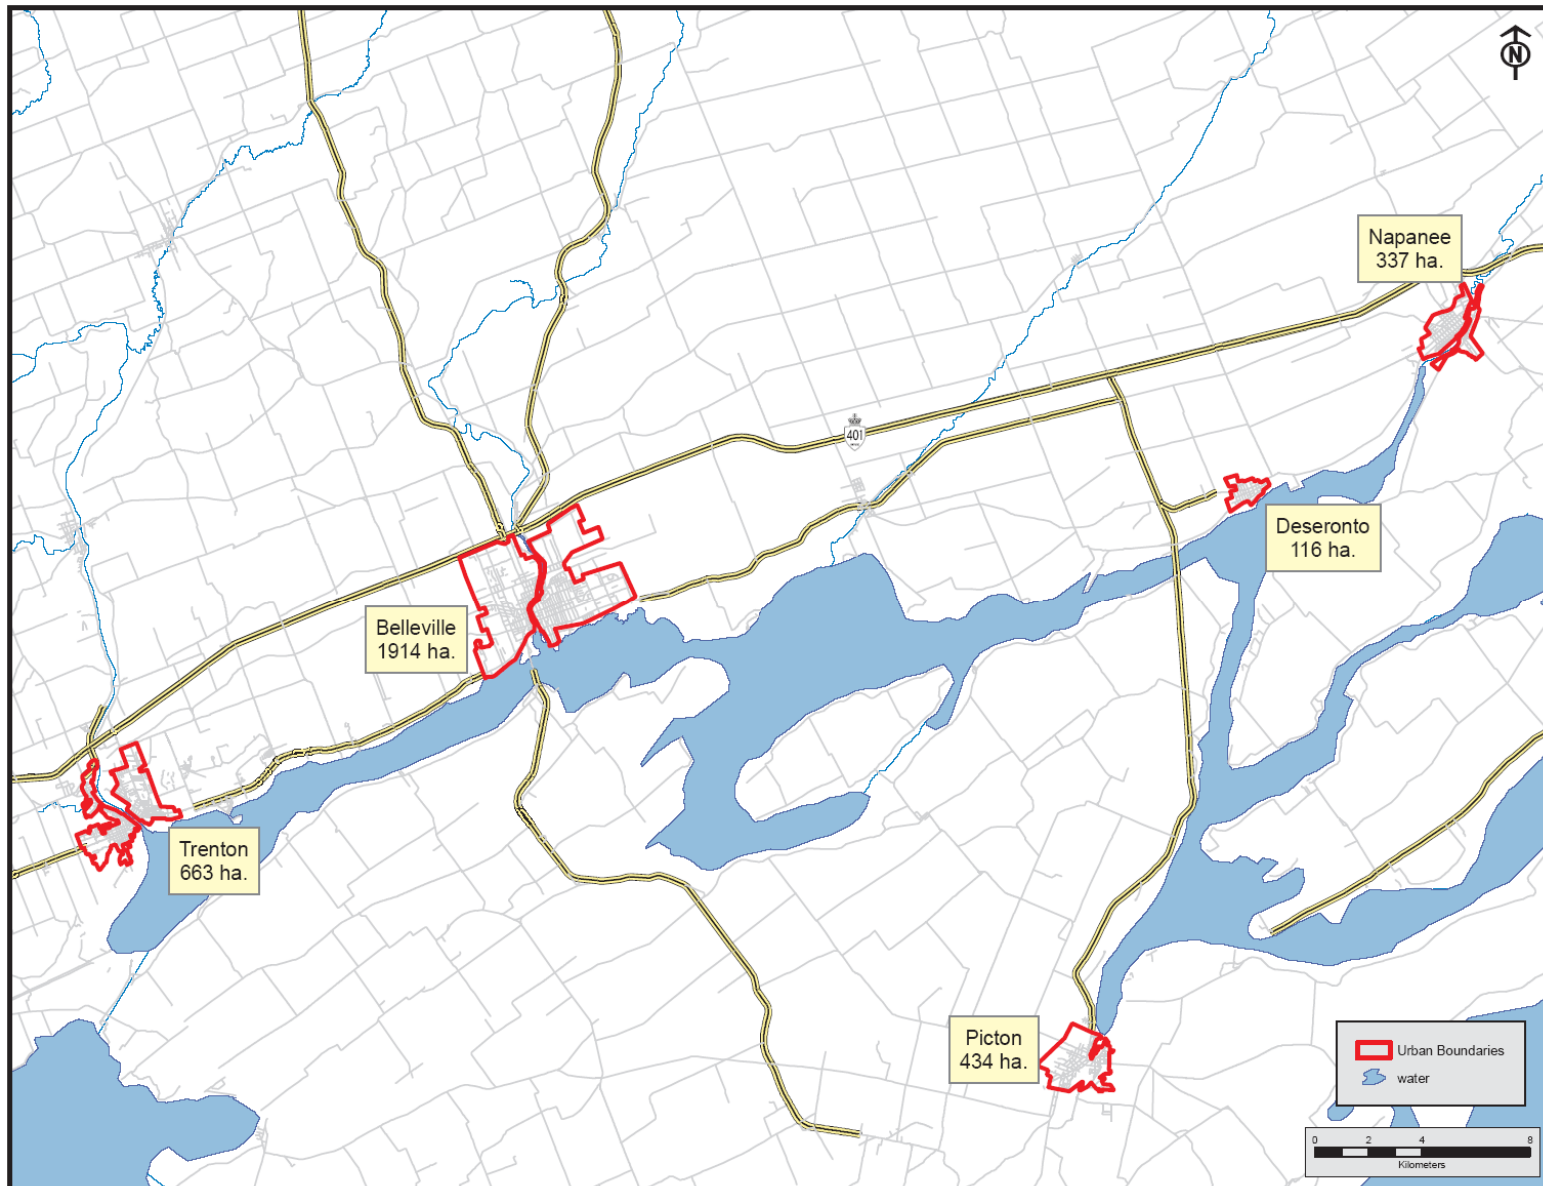 N
Napanee
337 ha.
401
Deseronto
116 ha.
Belleville
1914 ha.
Trenton
663 ha.
Picton
434 ha.
Urban Boundaries
water
0 2 4 8
Kilometers